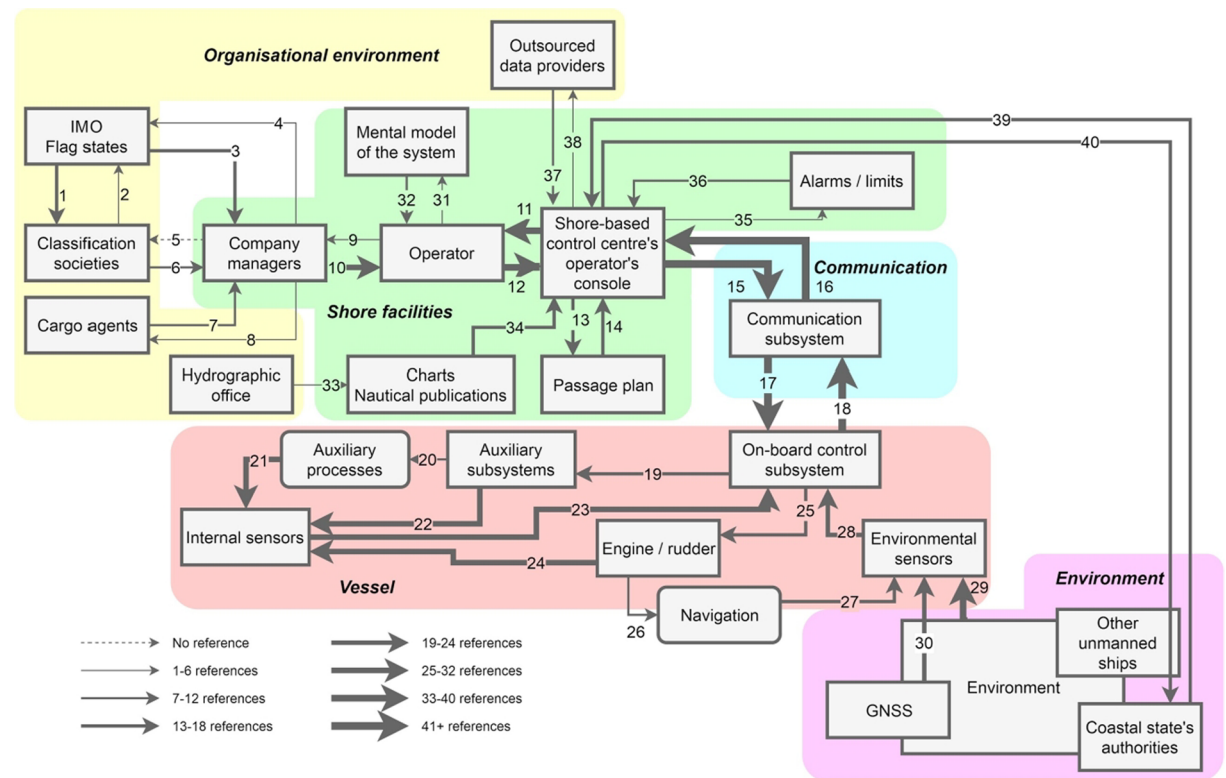 Organisational environment
Outsourced
data providers
IMO
Flag states
4
3
1
2
Classification
societies
5
6
Company
managers
Cargo agents
7
8
Hydrographic
office
33
Mental model
of the system
32
31
9
10
Operator
11
12
37
38
Shore-based
control centre's
operator's
console
39
40
36
Alarms / limits
35
Shore facilities
34
13
14
Charts
Nautical publications
Passage plan
15
16
Communication
Communication
subsystem
17
18
Auxiliary
processes
20
Auxiliary
subsystems
19
On-board control
subsystem
21
22
23
Internal sensors
24
25
Engine / rudder
28
Environmental
sensors
Vessel
26
Navigation
27
29
30
Environment
Other
unmanned
ships
Environment
GNSS
Coastal state's
authorities
No reference
1-6 references
7-12 references
13-18 references
19-24 references
25-32 references
33-40 references
41+ references